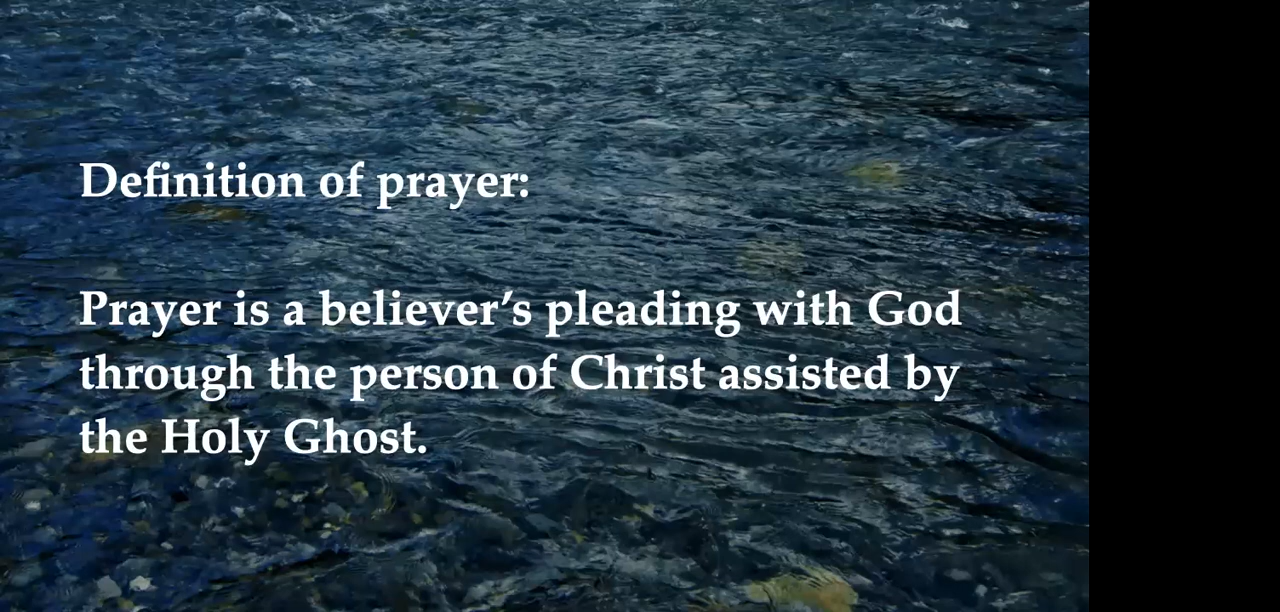 Definition of prayer:
Prayer is a believer’s pleading with God
through the person of Christ assisted by
the Holy Ghost.